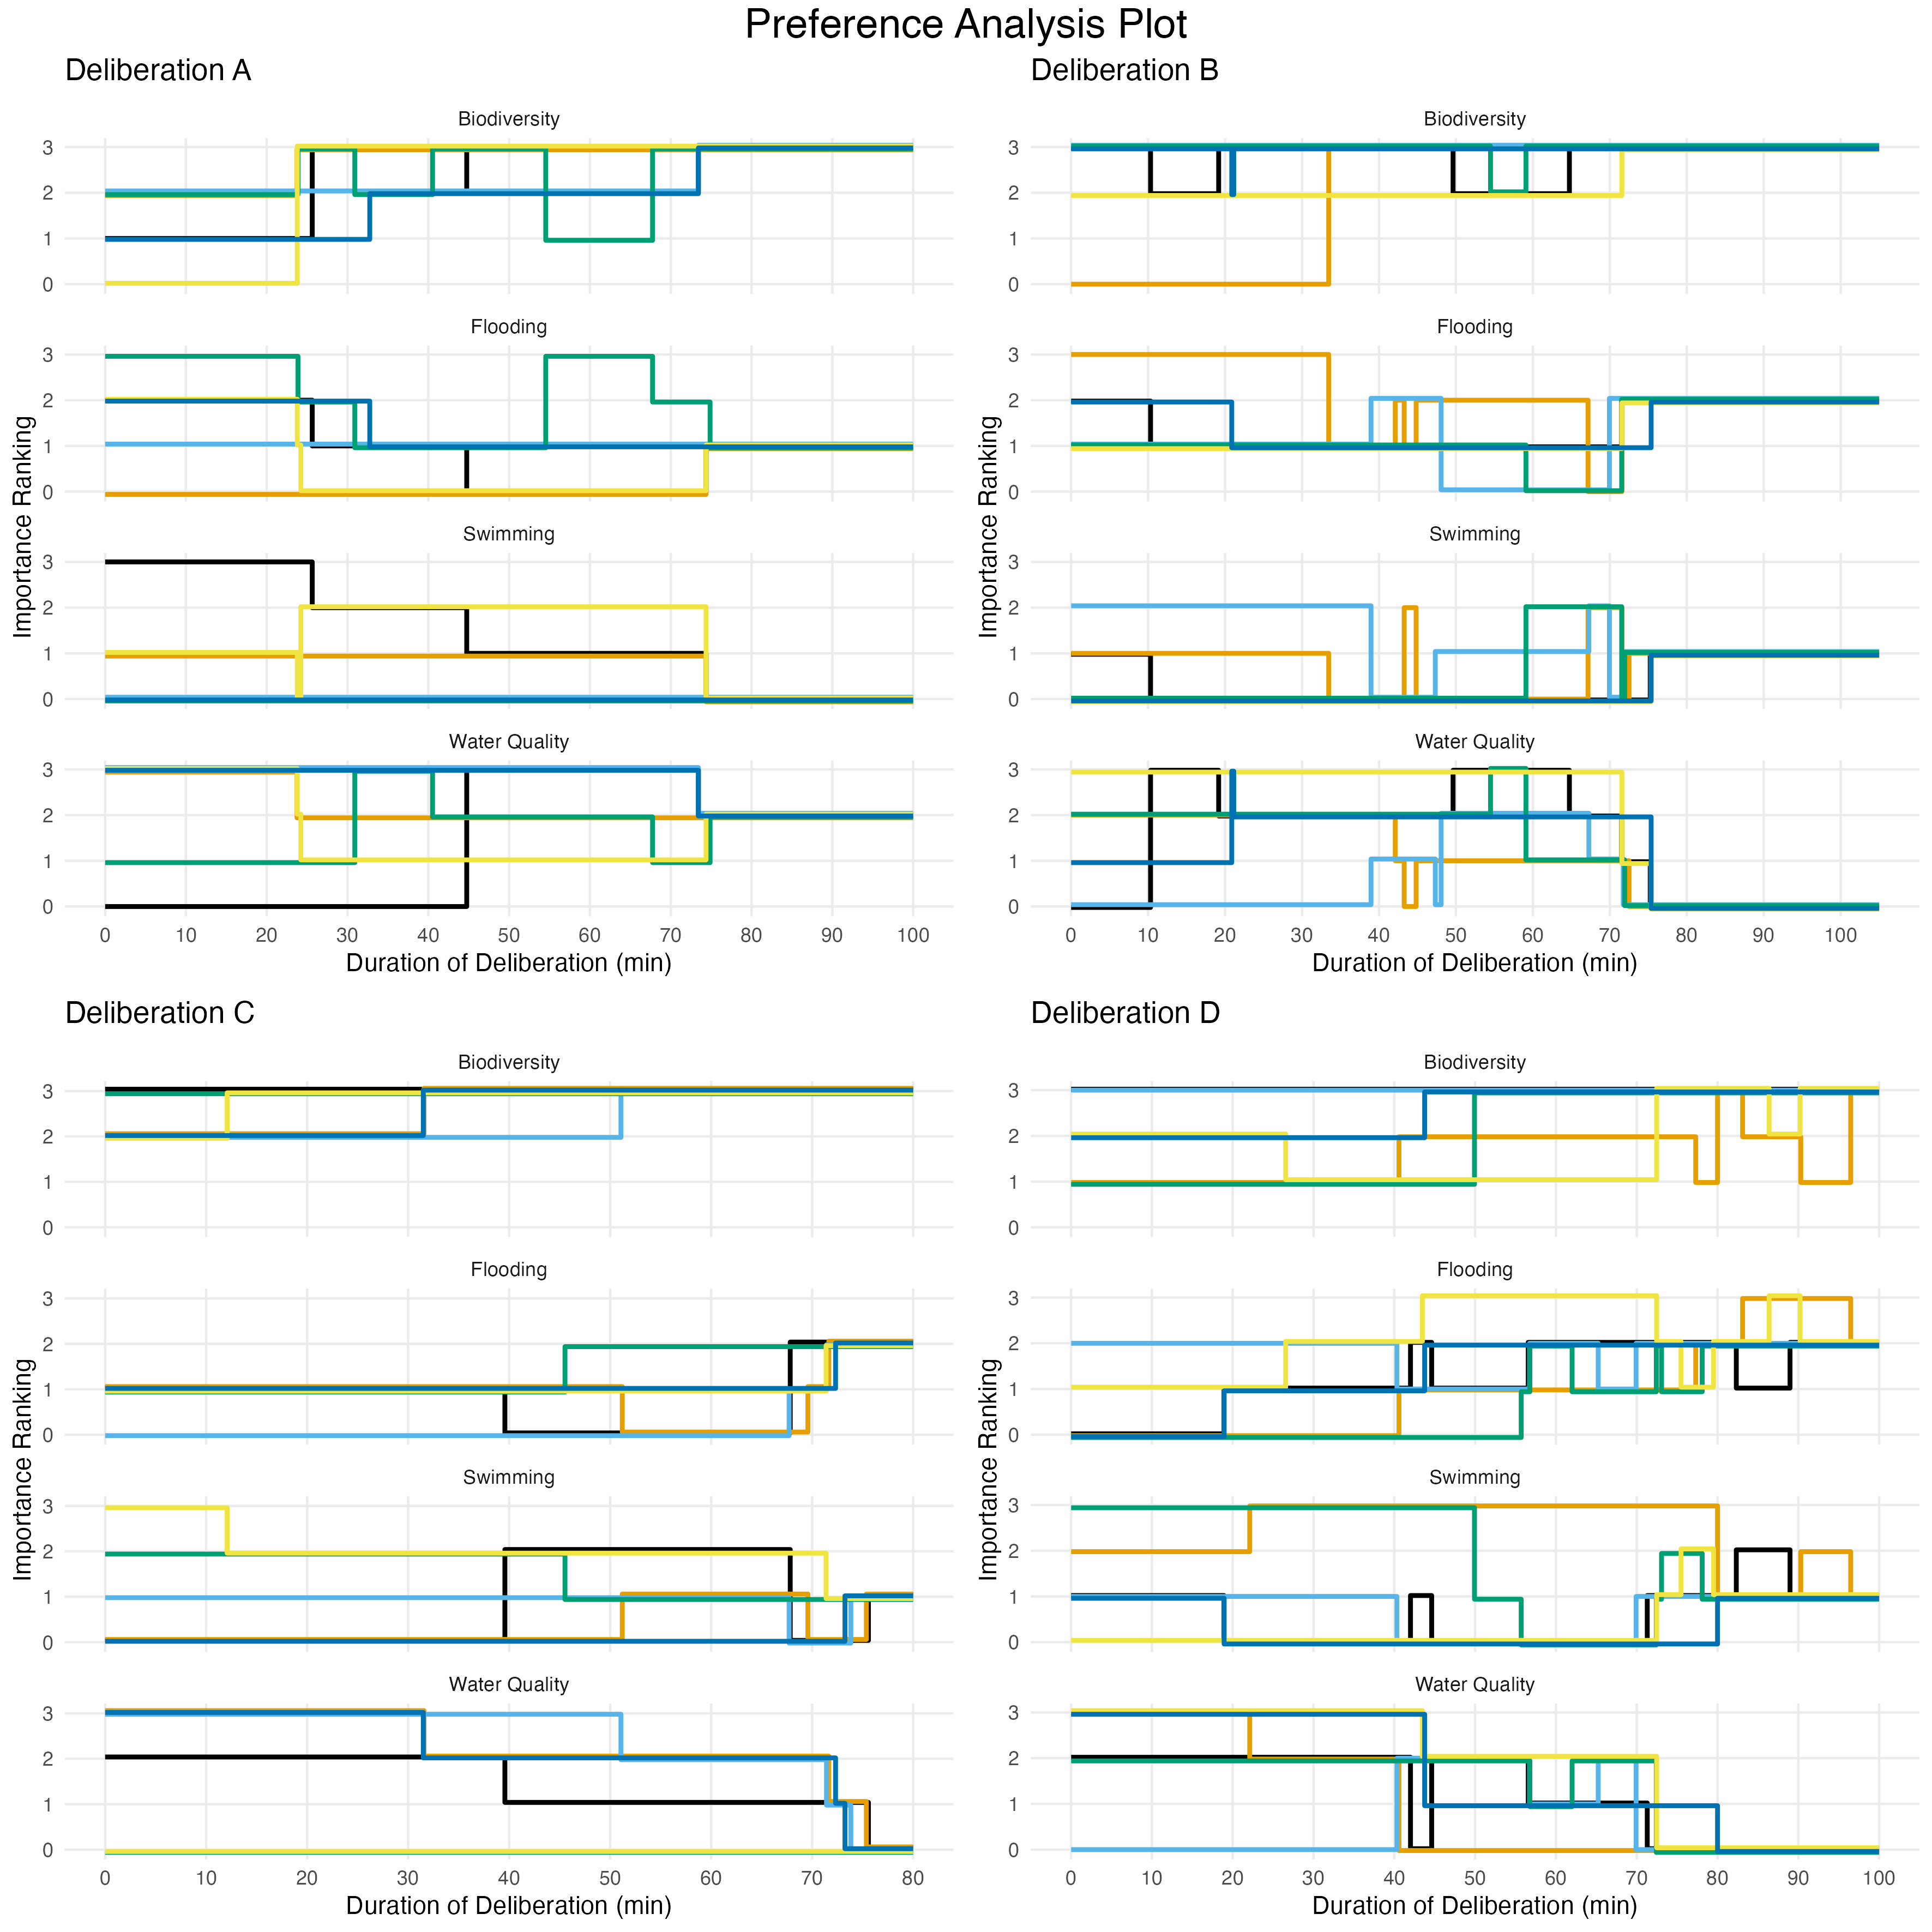 Preference Analysis Plot
Deliberation A
Biodiversity
3
2
1
0
Flooding
3
2
1
0
Swimming
3
2
1
0
Water Quality
3
2
1
0
0 10 20 30 40 50 60 70 80 90 100
Duration of Deliberation (min)
Importance Ranking
Deliberation B
Biodiversity
3
2
1
0
Flooding
3
2
1
0
Swimming
3
2
1
0
Water Quality
3
2
1
0
0 10 20 30 40 50 60 70 80 90 100
Duration of Deliberation (min)
Importance Ranking
Deliberation C
Biodiversity
3
2
1
0
Flooding
3
2
1
0
Swimming
3
2
1
0
Water Quality
3
2
1
0
0 10 20 30 40 50 60 70 80
Duration of Deliberation (min)
Importance Ranking
Deliberation D
Biodiversity
3
2
1
0
Flooding
3
2
1
0
Swimming
3
2
1
0
Water Quality
3
2
1
0
0 10 20 30 40 50 60 70 80 90 100
Duration of Deliberation (min)
Importance Ranking